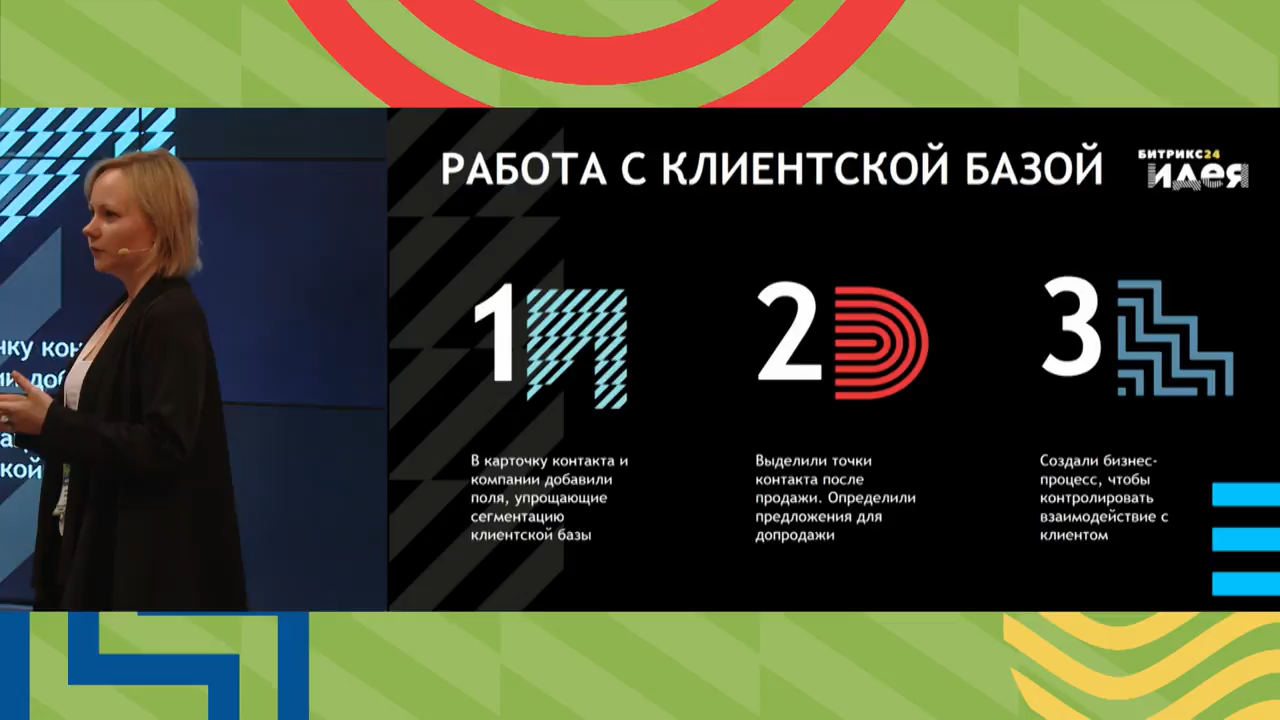 РАБОТА С КЛИЕНТСКОЙ БАЗОЙ
БИТРИКС24
идея
1
В карточку контакта и
компании добавили
поля, упрощающие
сегментацию
клиентской базы
2
Выделили точки
контакта после
продажи. Определили
предложения для
допродажи
3
Создали бизнес-
процесс, чтобы
контролировать
взаимодействие с
клиентом